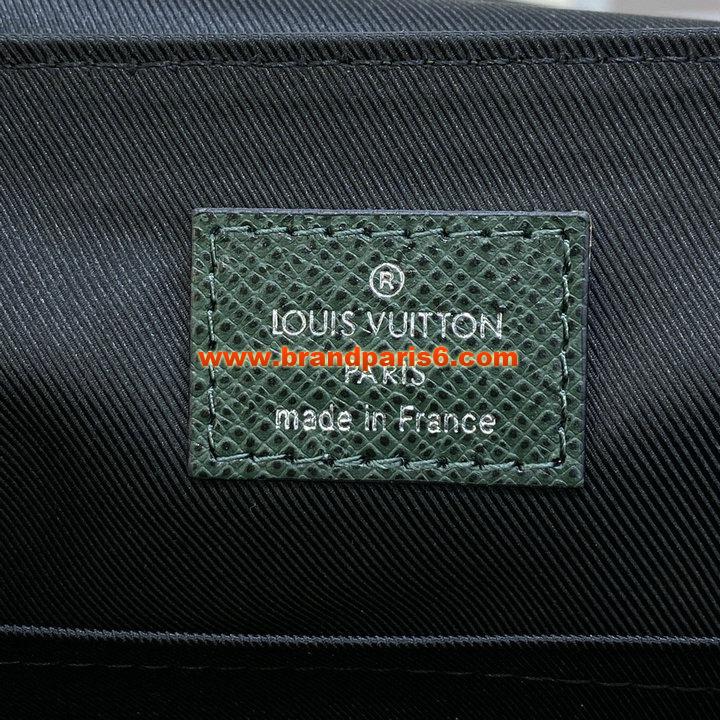 ®
LOUIS VUITTON
www.brandparis6.com
PARIS
made in France